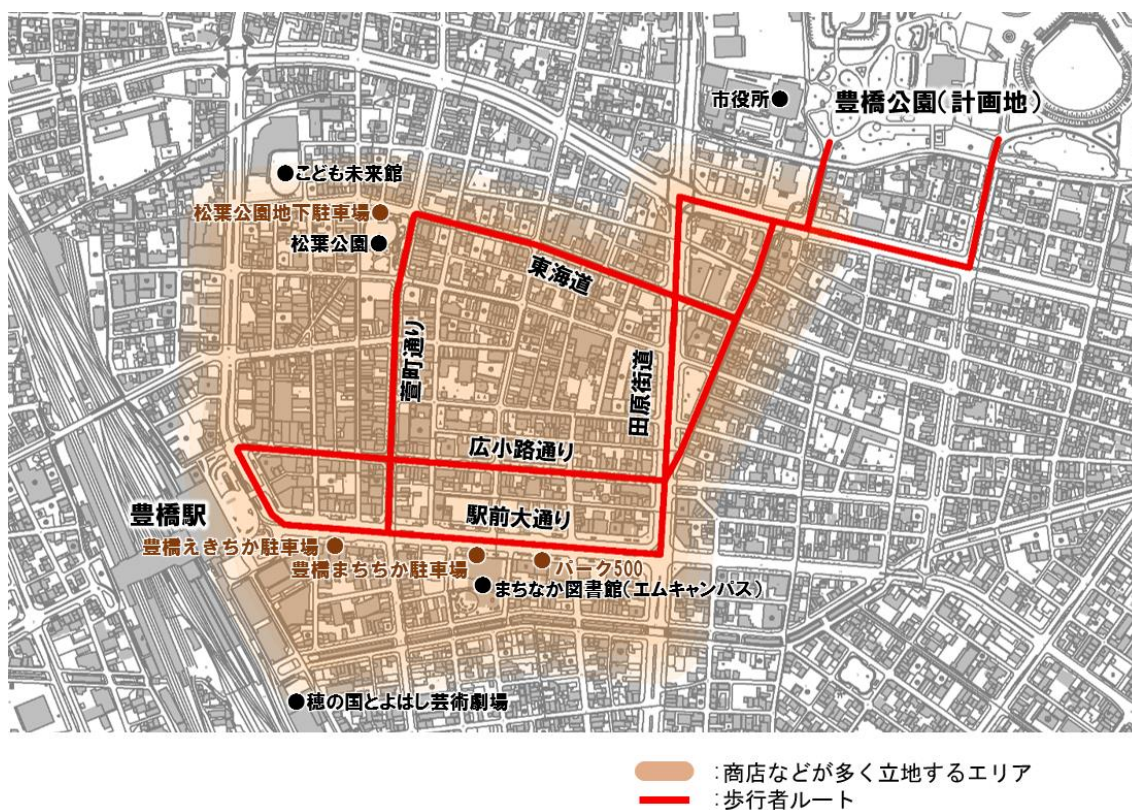 市役所
豊橋公園(計画地)
こども未来館
松葉公園地下駐車場
松葉公園
東海道
萱町通り
田原街道
広小路通り
豊橋駅
駅前大通り
豊橋えきちか駐車場
豊橋まちちか駐車場
パーク500
まちなか図書館(エムキャンパス)
穂の国とよはし芸術劇場
:商店などが多く立地するエリア
:歩行者ルート